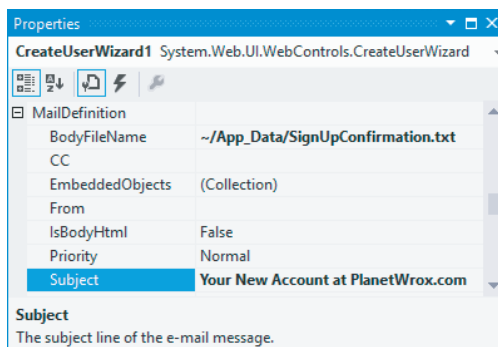 Properties
CreateUserWizard1 System.Web.UI.WebControls.CreateUserWizard
MailDefinition
BodyFileName ~/App_Data/SignUpConfirmation.txt
CC
EmbeddedObjects (Collection)
From
IsBodyHtml False
Priority Normal
Subject Your New Account at PlanetWrox.com
Subject
The subject line of the e-mail message.